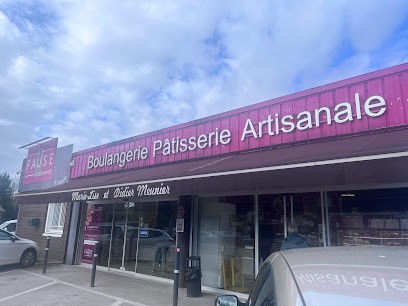 PAUSE
Boulangerie Pâtisserie Artisanale
Marie-Lise et Didier Meunier